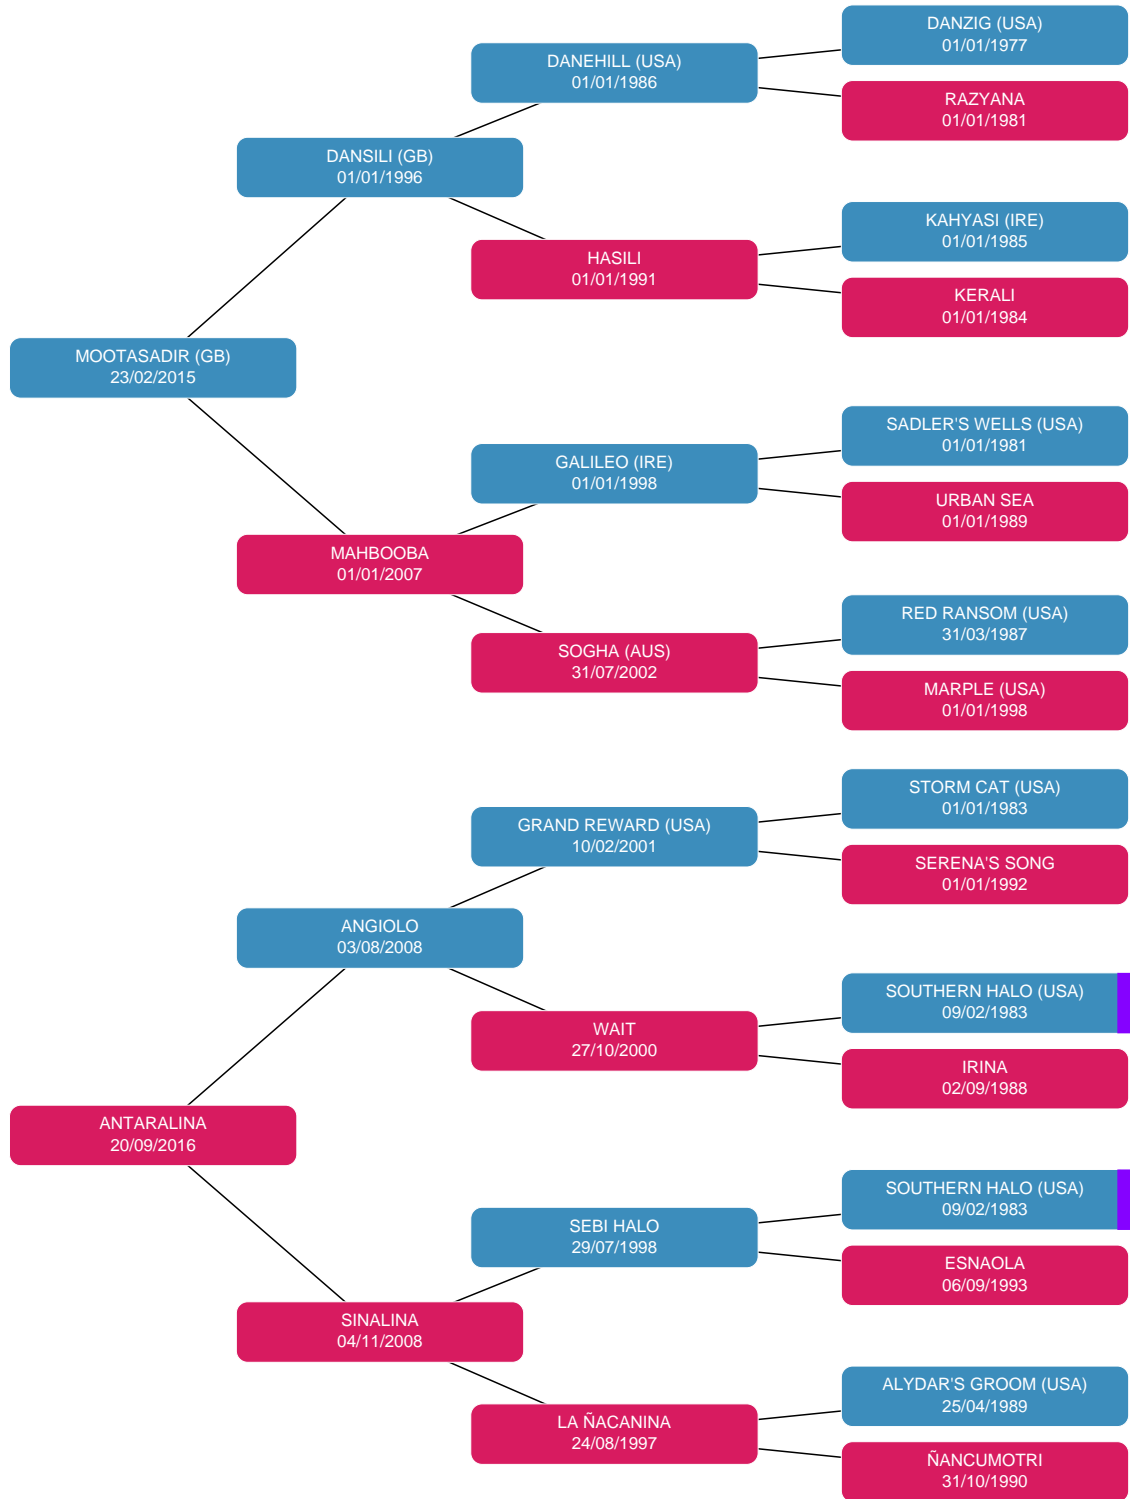 DANZIG (USA)
01/01/1977
DANEHILL (USA)
01/01/1986
RAZYANA
01/01/1981
DANSILI (GB)
01/01/1996
KAHYASI (IRE)
01/01/1985
HASILI
01/01/1991
KERALI
01/01/1984
MOOTASADIR (GB)
23/02/2015
SADLER'S WELLS (USA)
01/01/1981
GALILEO (IRE)
01/01/1998
URBAN SEA
01/01/1989
MAHBOOBA
01/01/2007
RED RANSOM (USA)
31/03/1987
SOGHA (AUS)
31/07/2002
MARPLE (USA)
01/01/1998
STORM CAT (USA)
01/01/1983
GRAND REWARD (USA)
10/02/2001
SERENA'S SONG
01/01/1992
ANGIOLO
03/08/2008
SOUTHERN HALO (USA)
09/02/1983
WAIT
27/10/2000
IRINA
02/09/1988
ANTARALINA
20/09/2016
SOUTHERN HALO (USA)
09/02/1983
SEBI HALO
29/07/1998
ESNAOLA
06/09/1993
SINALINA
04/11/2008
ALYDAR'S GROOM (USA)
25/04/1989
LA ÑACANINA
24/08/1997
ÑANCUMOTRI
31/10/1990